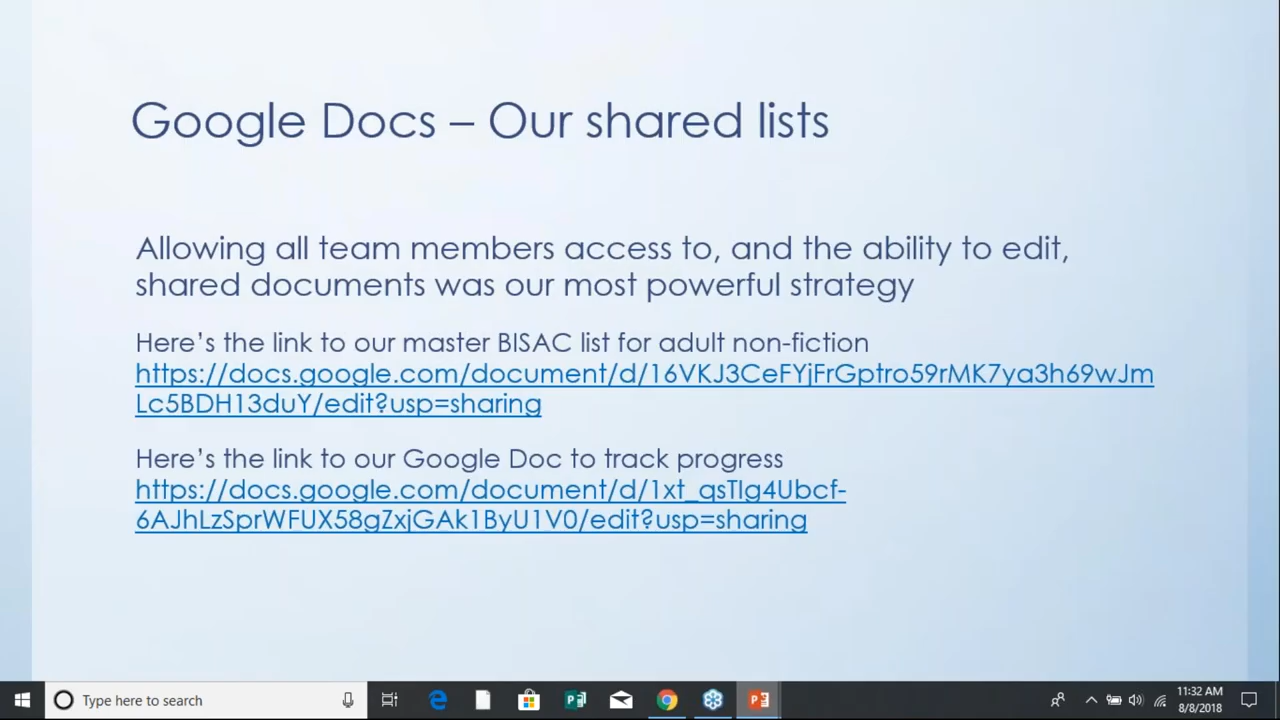 Google Docs – Our shared lists
Allowing all team members access to, and the ability to edit,
shared documents was our most powerful strategy
Here’s the link to our master BISAC list for adult non-fiction
https://docs.google.com/document/d/16VKJ3CeFYjFrGptro59rMK7ya3h69wJm
Lc5BDH13duY/edit?usp=sharing
Here’s the link to our Google Doc to track progress
https://docs.google.com/document/d/1xt_qsTIg4Ubcf-
6AJhLzSprWFUX58gZxjGAk1ByU1V0/edit?usp=sharing
Type here to search
11:32 AM
8/8/2018